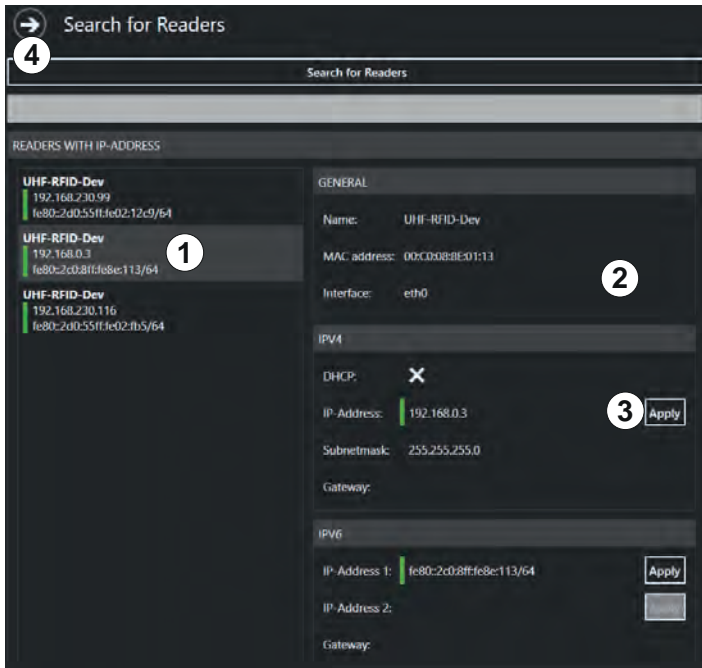 Search for Readers
4
Search for Readers
READERS WITH IP-ADDRESS
UHF-RFID-Dev
192.168.230.99
fe80::2d0:55ff:fe02:12c9/64
UHF-RFID-Dev
192.168.0.3
fe80::2c0:8ff:fe8e:113/64
1
UHF-RFID-Dev
192.168.230.116
fe80::2d0:55ff:fe02:fb5/64
GENERAL
Name: UHF-RFID-Dev
MAC address: 00:C0:08:8E:01:13
2
Interface: eth0
IPV4
DHCP:
IP-Address: 192.168.0.3
3
Apply
Subnetmask: 255.255.255.0
Gateway:
IPV6
IP-Address 1: fe80::2c0:8ff:fe8e:113/64
Apply
IP-Address 2:
Gateway: